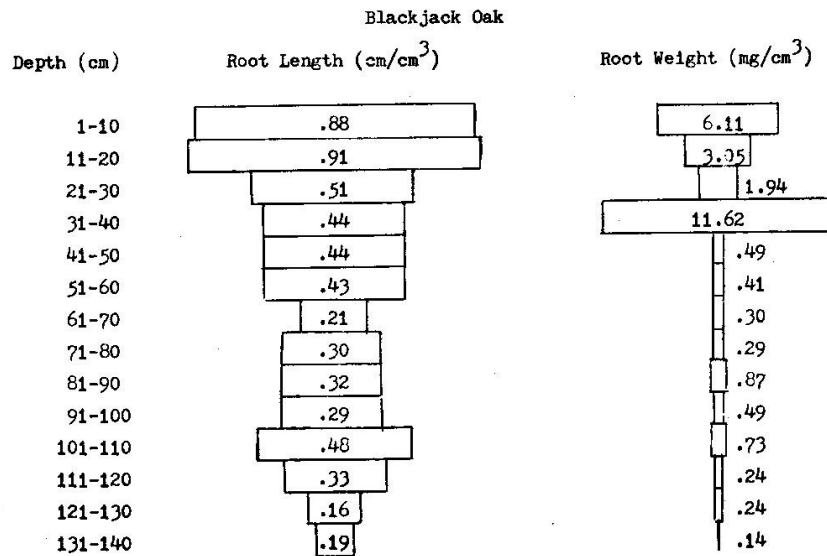 Blackjack Oak
Depth (cm) Root Length (cm/cm³) Root Weight (mg/cm³)
1-10 .88 6.11
11-20 .91 3.05
21-30 .51 1.94
31-40 .44 11.62
41-50 .44 .49
51-60 .43 .41
61-70 .21 .30
71-80 .30 .29
81-90 .32 .87
91-100 .29 .49
101-110 .48 .73
111-120 .33 .24
121-130 .16 .24
131-140 .19 .14